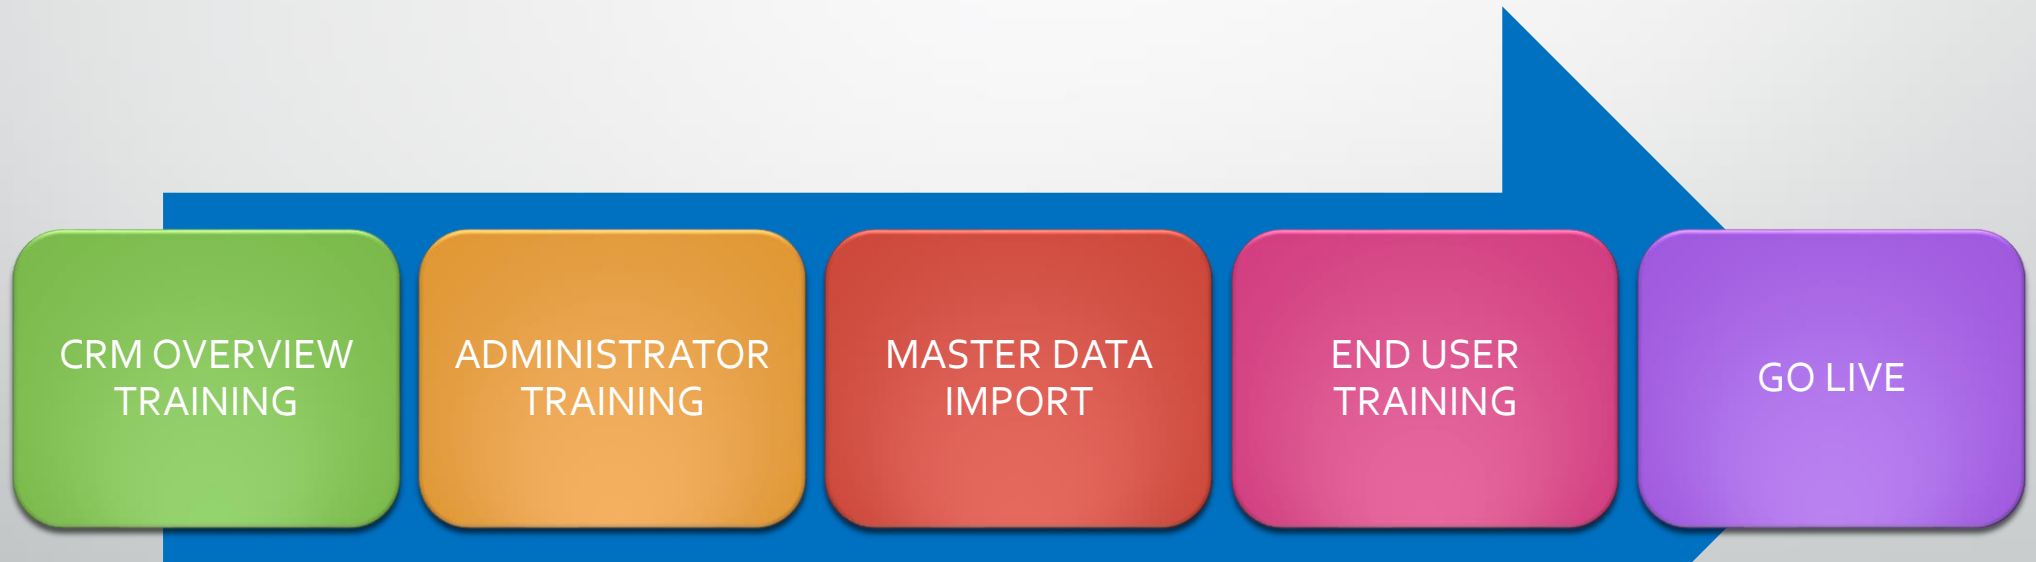 CRM OVERVIEW
TRAINING
ADMINISTRATOR
TRAINING
MASTER DATA
IMPORT
END USER
TRAINING
GO LIVE